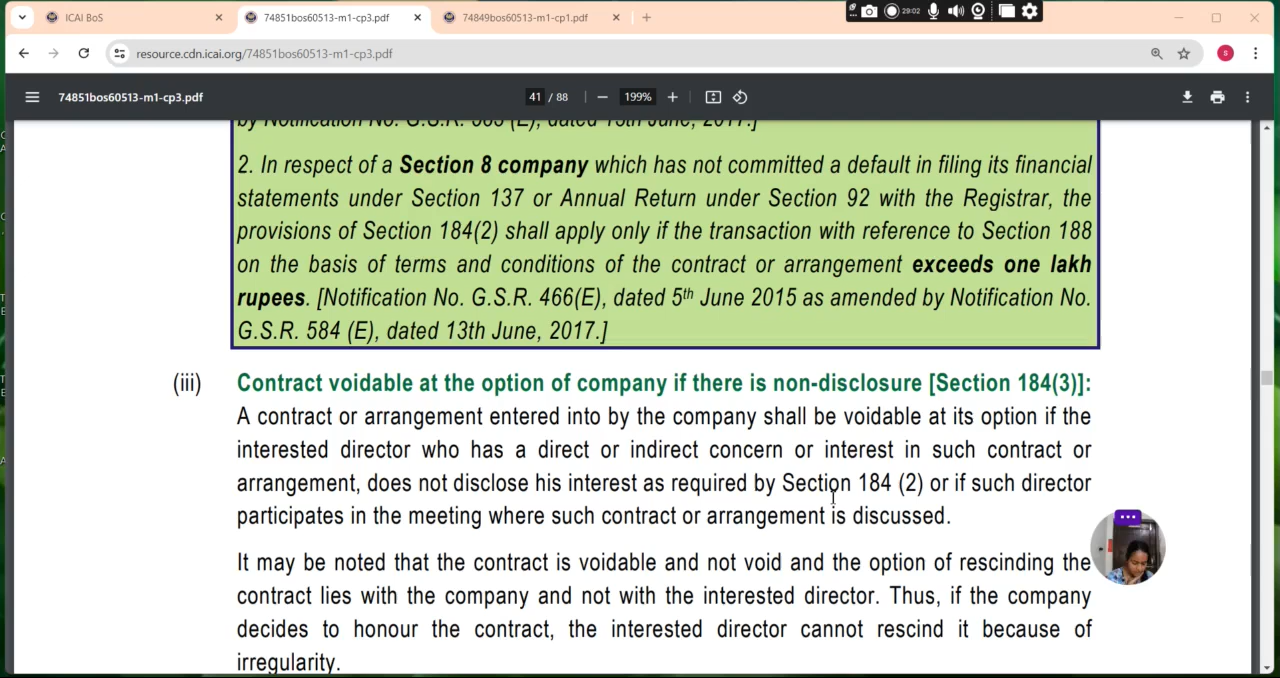 ICAI BoS
74851bos60513-m1-cp3.pdf
74849bos60513-m1-cp1.pdf
29:02
resource.cdn.icai.org/74851bos60513-m1-cp3.pdf
S
74851bos60513-m1-cp3.pdf
41 / 88
199%
by Notification No. G.S.R. (E), dated 13th June, 2017.]
2. In respect of a Section 8 company which has not committed a default in filing its financial
statements under Section 137 or Annual Return under Section 92 with the Registrar, the
provisions of Section 184(2) shall apply only if the transaction with reference to Section 188
on the basis of terms and conditions of the contract or arrangement exceeds one lakh
rupees. [Notification No. G.S.R. 466(E), dated 5th June 2015 as amended by Notification No.
G.S.R. 584 (E), dated 13th June, 2017.]
(iii) Contract voidable at the option of company if there is non-disclosure [Section 184(3)]:
A contract or arrangement entered into by the company shall be voidable at its option if the
interested director who has a direct or indirect concern or interest in such contract or
arrangement, does not disclose his interest as required by Section 184 (2) or if such director
participates in the meeting where such contract or arrangement is discussed.
It may be noted that the contract is voidable and not void and the option of rescinding the
contract lies with the company and not with the interested director. Thus, if the company
decides to honour the contract, the interested director cannot rescind it because of
irregularity.